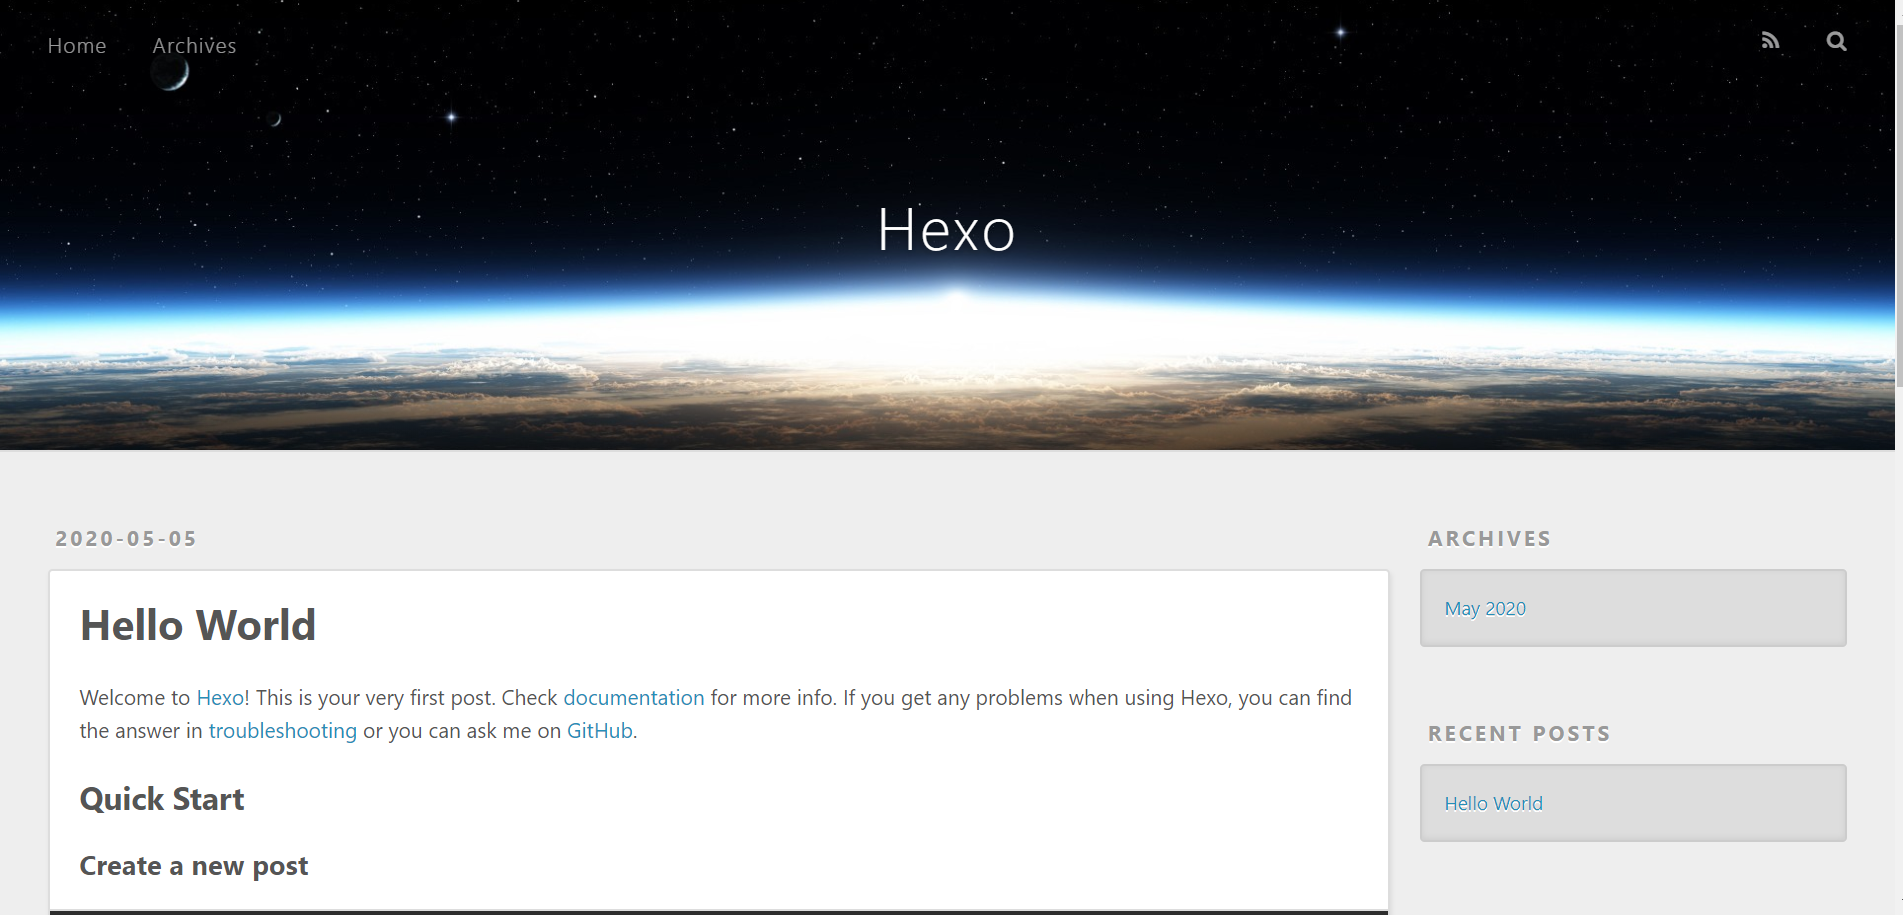 Home Archives
Hexo
2020-05-05
Hello World
Welcome to Hexo! This is your very first post. Check documentation for more info. If you get any problems when using Hexo, you can find
the answer in troubleshooting or you can ask me on GitHub.
Quick Start
Create a new post
ARCHIVES
May 2020
RECENT POSTS
Hello World